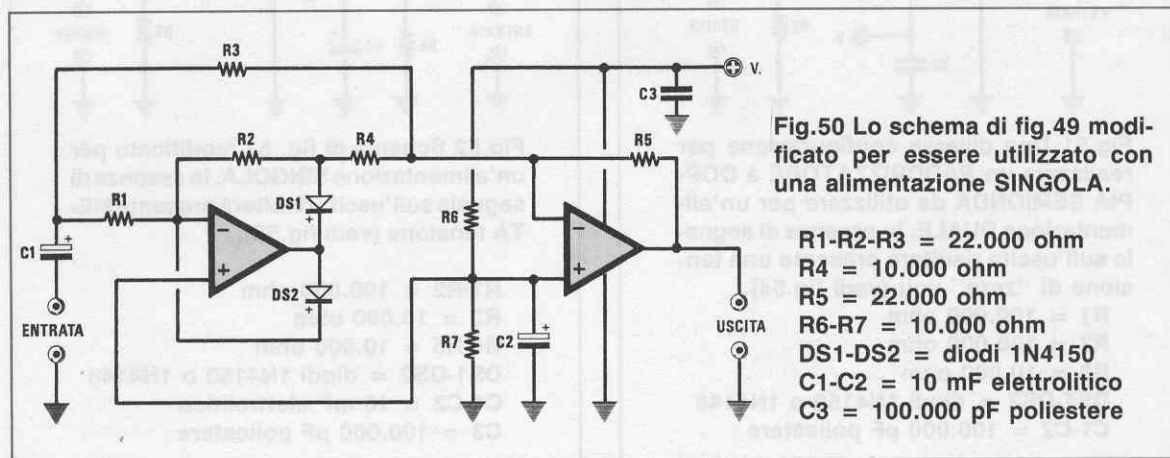 R3
V.
C3
R2
R4
R5
DS1
R6
R1
C1
DS2
ENTRATA
R7
C2
USCITA
Fig.50 Lo schema di fig.49 modi-
ficato per essere utilizzato con
una alimentazione SINGOLA.
R1-R2-R3 = 22.000 ohm
R4 = 10.000 ohm
R5 = 22.000 ohm
R6-R7 = 10.000 ohm
DS1-DS2 = diodi 1N4150
C1-C2 = 10 mF elettrolitico
C3 = 100.000 pF poliestere